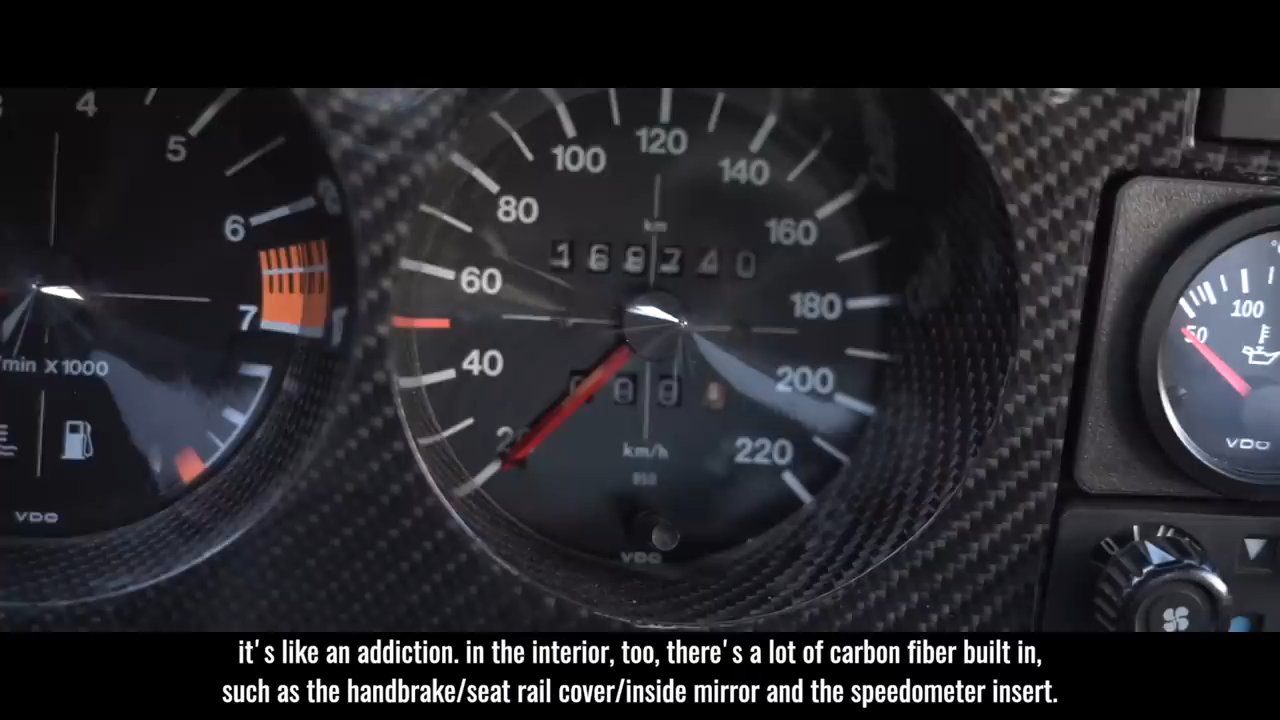 4
5
6
7
/min X1000
VDO
120
100
140
80
160
km
60
180
40
200
220
km/h
VDO
100
50
VDO
it's like an addiction. in the interior, too, there's a lot of carbon fiber built in,
such as the handbrake/seat rail cover/inside mirror and the speedometer insert.